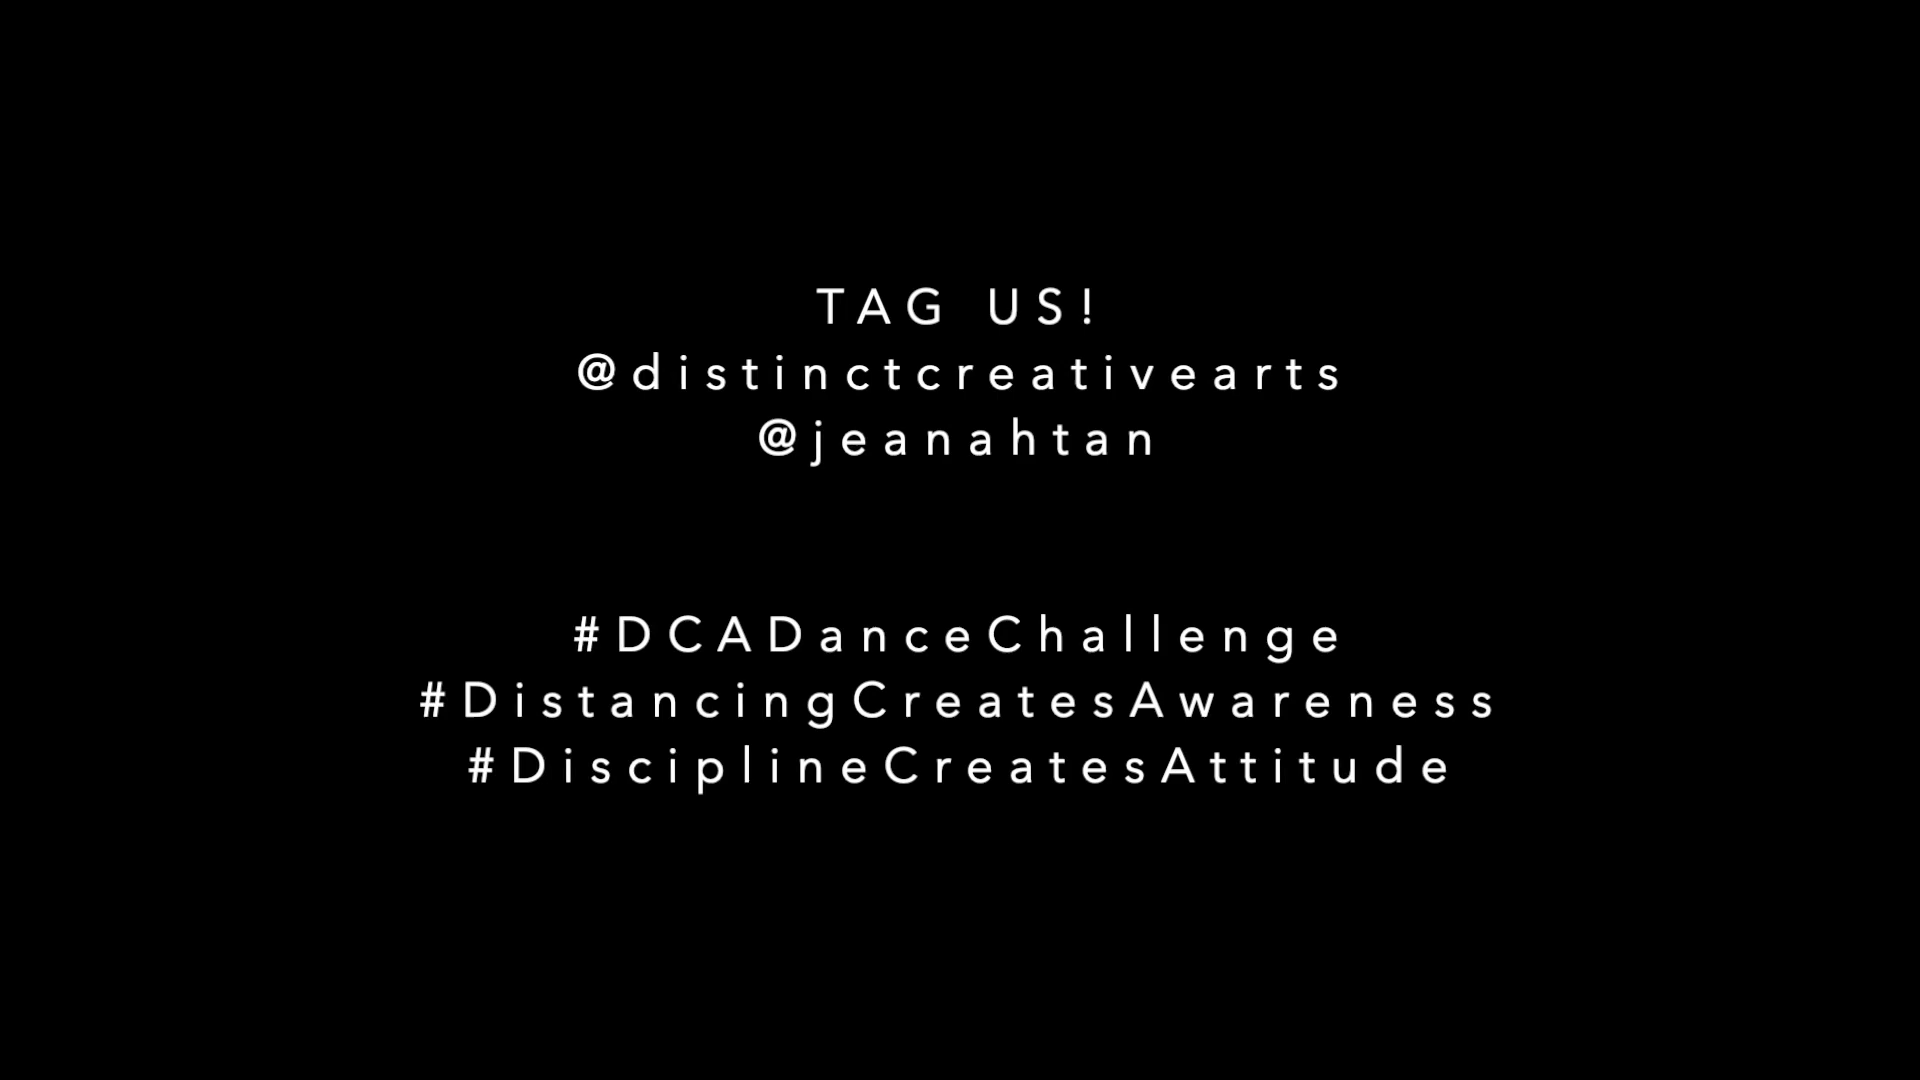 TAG US!
@distinctcreativearts
@jeanahtan
#DCADanceChallenge
#DistancingCreatesAwareness
#DisciplineCreatesAttitude